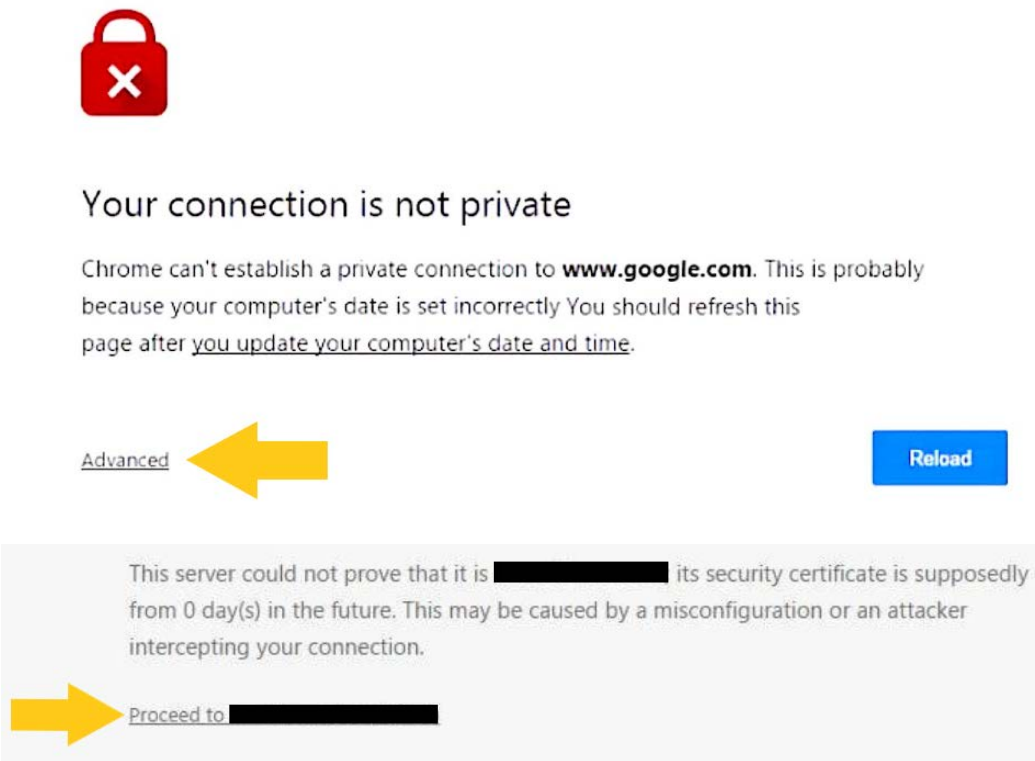 Your connection is not private
Chrome can't establish a private connection to www.google.com. This is probably
because your computer's date is set incorrectly You should refresh this
page after you update your computer's date and time.
Advanced
Reload
This server could not prove that it is its security certificate is supposedly
from 0 day(s) in the future. This may be caused by a misconfiguration or an attacker
intercepting your connection.
Proceed to